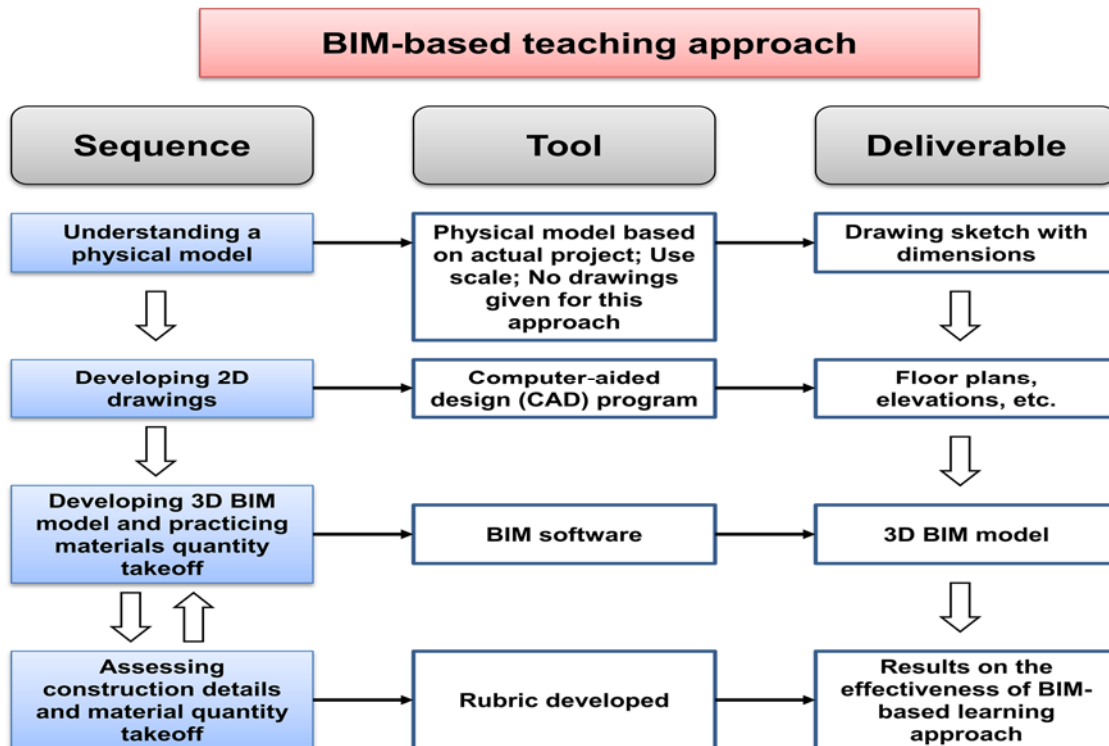 BIM-based teaching approach
Sequence
Tool
Deliverable
Understanding a
physical model
Physical model based
on actual project; Use
scale; No drawings
given for this
approach
Drawing sketch with
dimensions
Developing 2D
drawings
Computer-aided
design (CAD) program
Floor plans,
elevations, etc.
Developing 3D BIM
model and practicing
materials quantity
takeoff
BIM software
3D BIM model
Assessing
construction details
and material quantity
takeoff
Rubric developed
Results on the
effectiveness of BIM-
based learning
approach